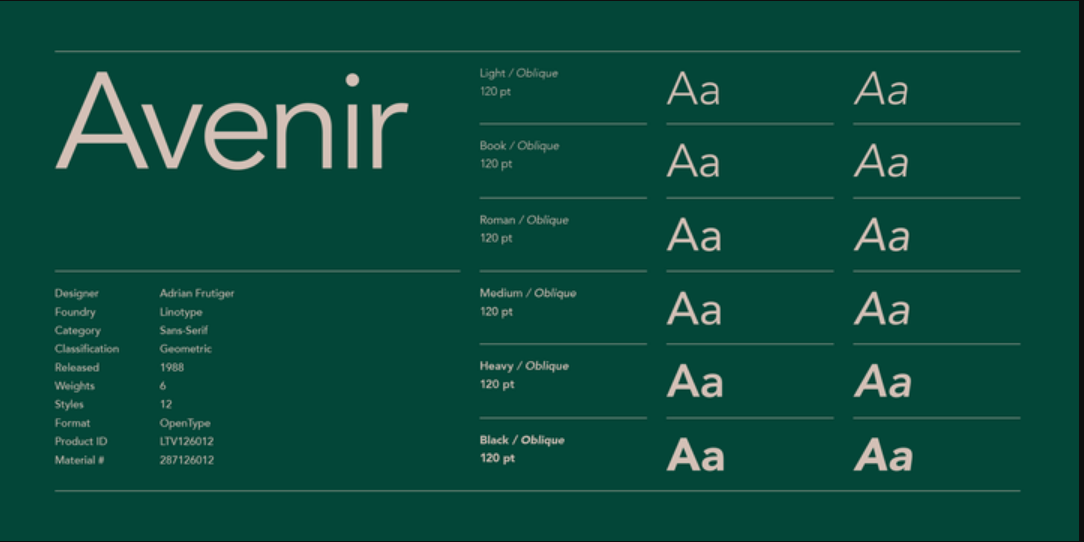 Avenir
Designer Adrian Frutiger
Foundry Linotype
Category Sans-Serif
Classification Geometric
Released 1988
Weights 6
Styles 12
Format OpenType
Product ID LTV126012
Material # 287126012
Light / Oblique
120 pt
Aa Aa
Book / Oblique
120 pt
Aa Aa
Roman / Oblique
120 pt
Aa Aa
Medium / Oblique
120 pt
Aa Aa
Heavy / Oblique
120 pt
Aa Aa
Black / Oblique
120 pt
Aa Aa